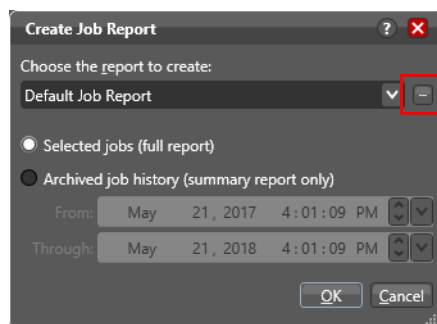 Create Job Report ?
Choose the report to create:
Default Job Report
Selected jobs (full report)
Archived job history (summary report only)
From: May 21, 2017 4:01:09 PM
Through: May 21, 2018 4:01:09 PM
OK Cancel